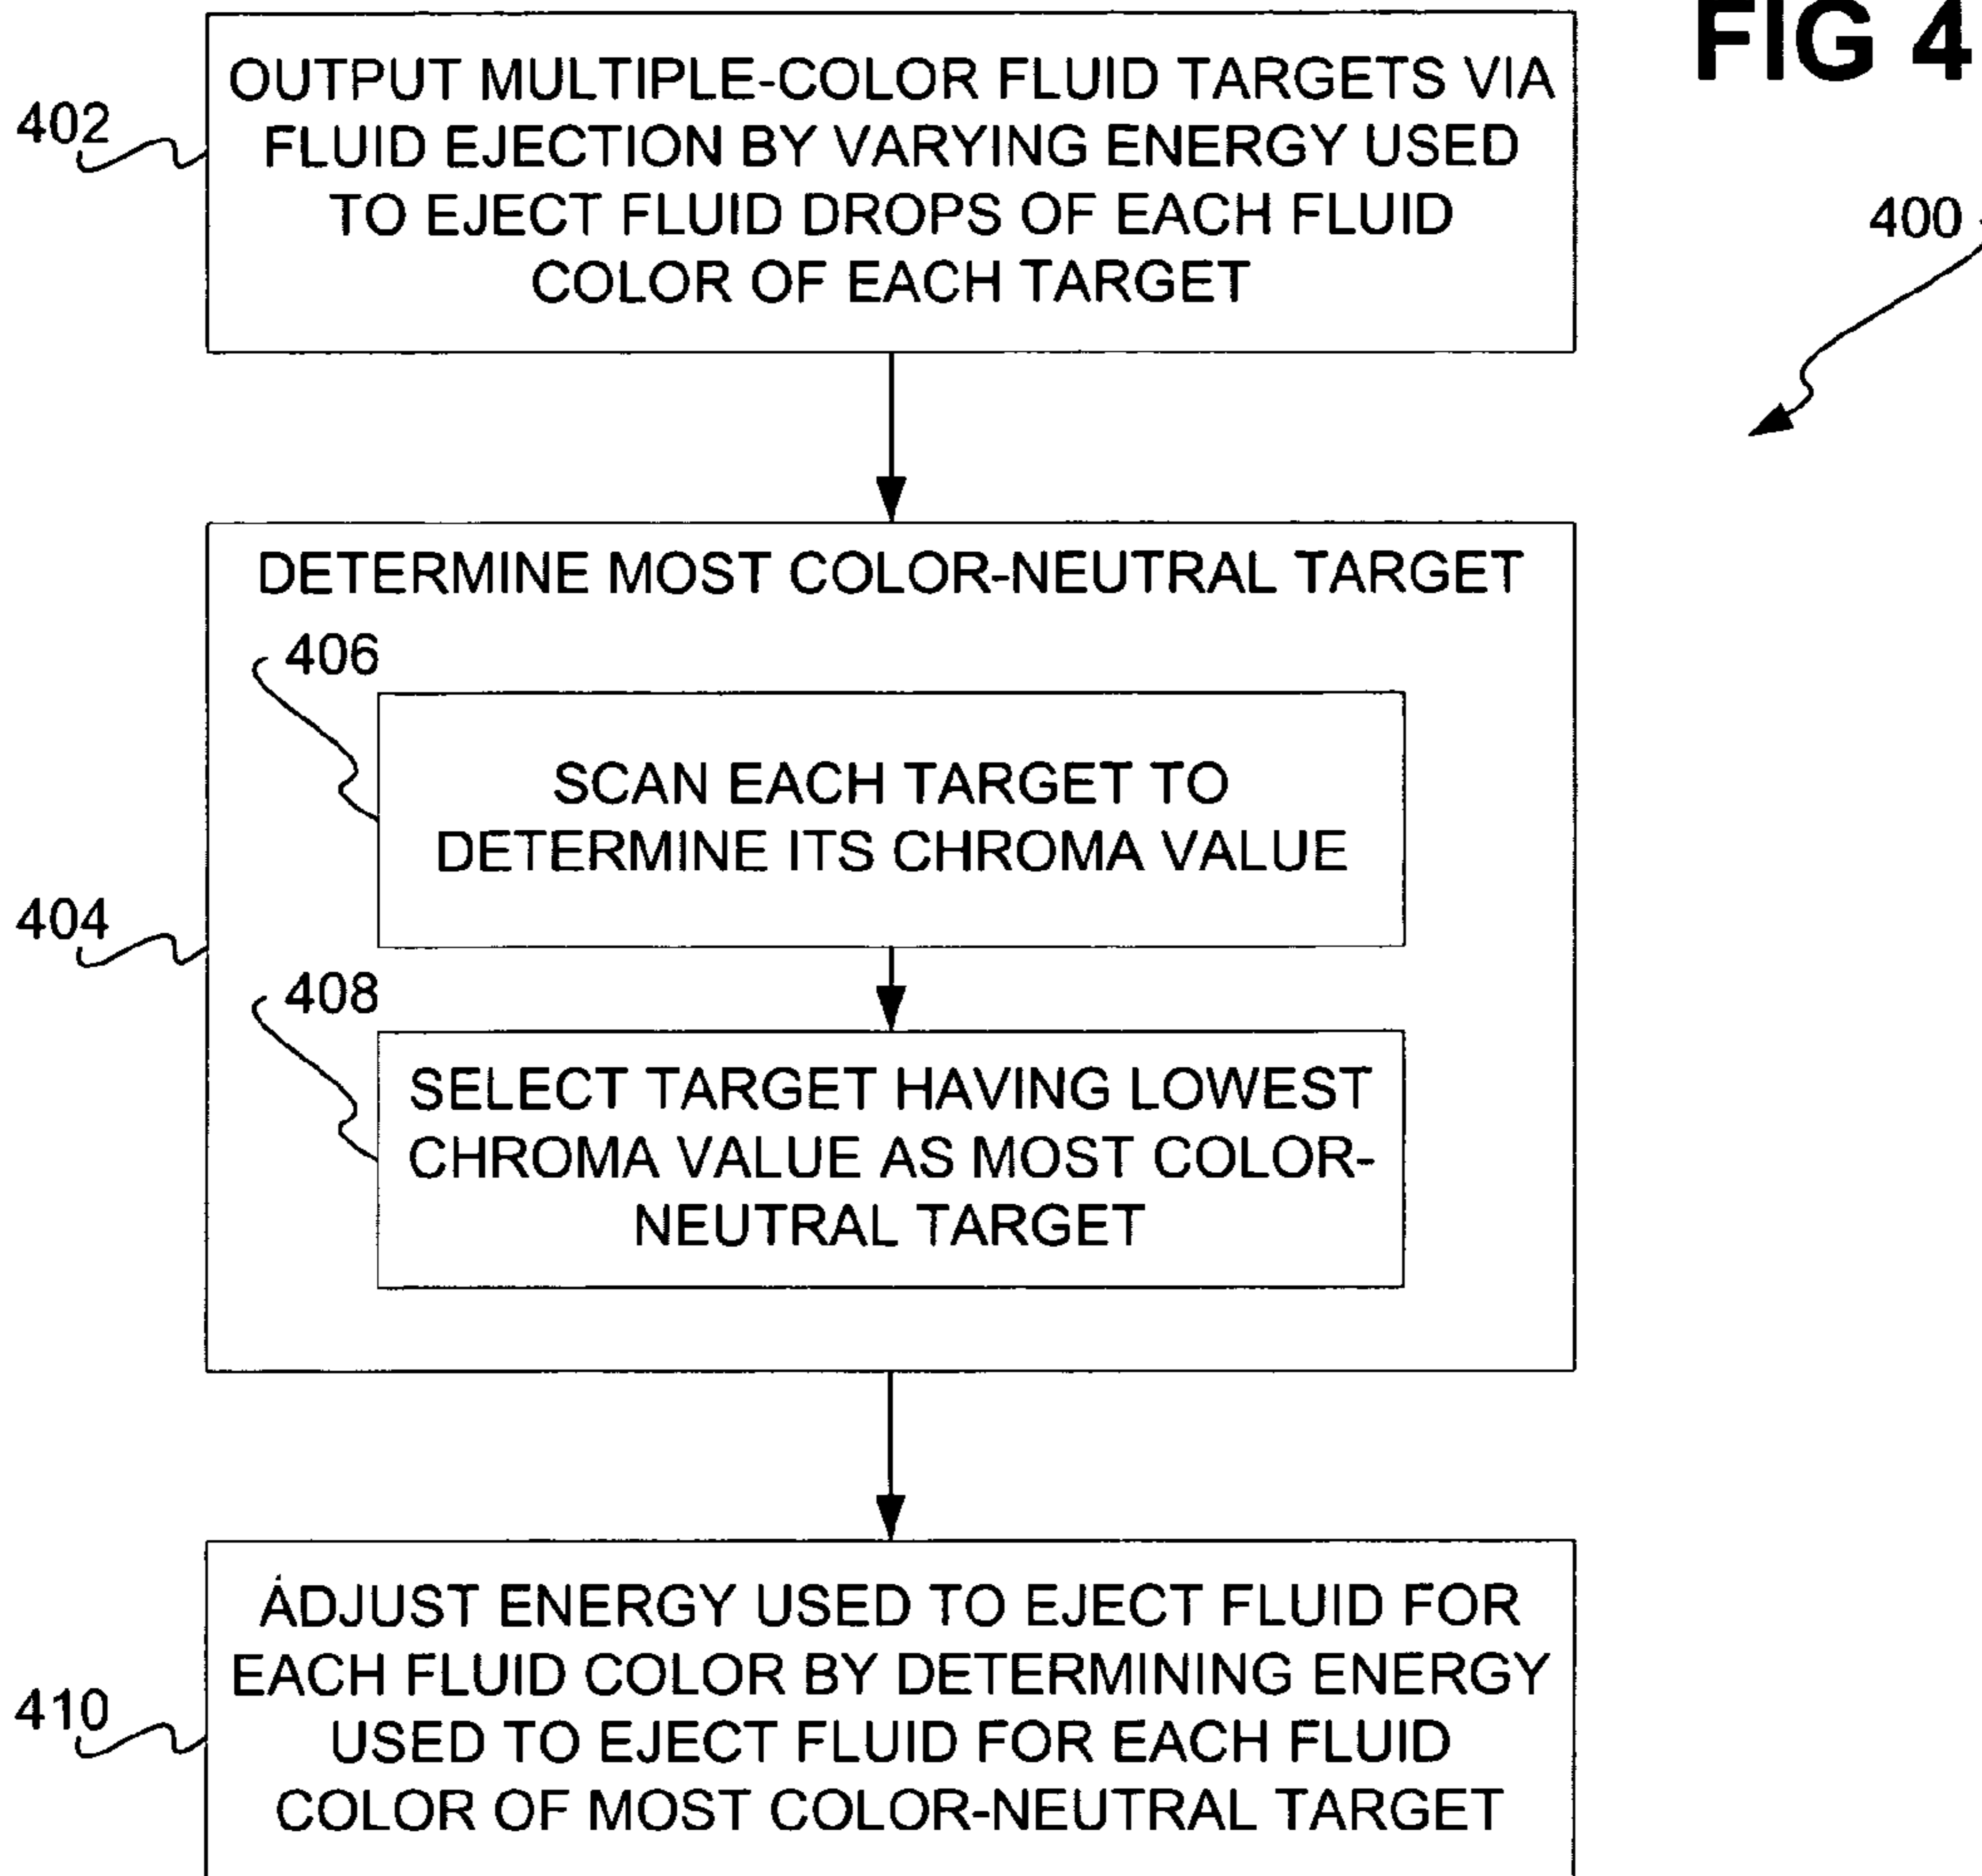 FIG 4
400
402
OUTPUT MULTIPLE-COLOR FLUID TARGETS VIA
FLUID EJECTION BY VARYING ENERGY USED
TO EJECT FLUID DROPS OF EACH FLUID
COLOR OF EACH TARGET
404
DETERMINE MOST COLOR-NEUTRAL TARGET
406
SCAN EACH TARGET TO
DETERMINE ITS CHROMA VALUE
408
SELECT TARGET HAVING LOWEST
CHROMA VALUE AS MOST COLOR-
NEUTRAL TARGET
410
ADJUST ENERGY USED TO EJECT FLUID FOR
EACH FLUID COLOR BY DETERMINING ENERGY
USED TO EJECT FLUID FOR EACH FLUID
COLOR OF MOST COLOR-NEUTRAL TARGET